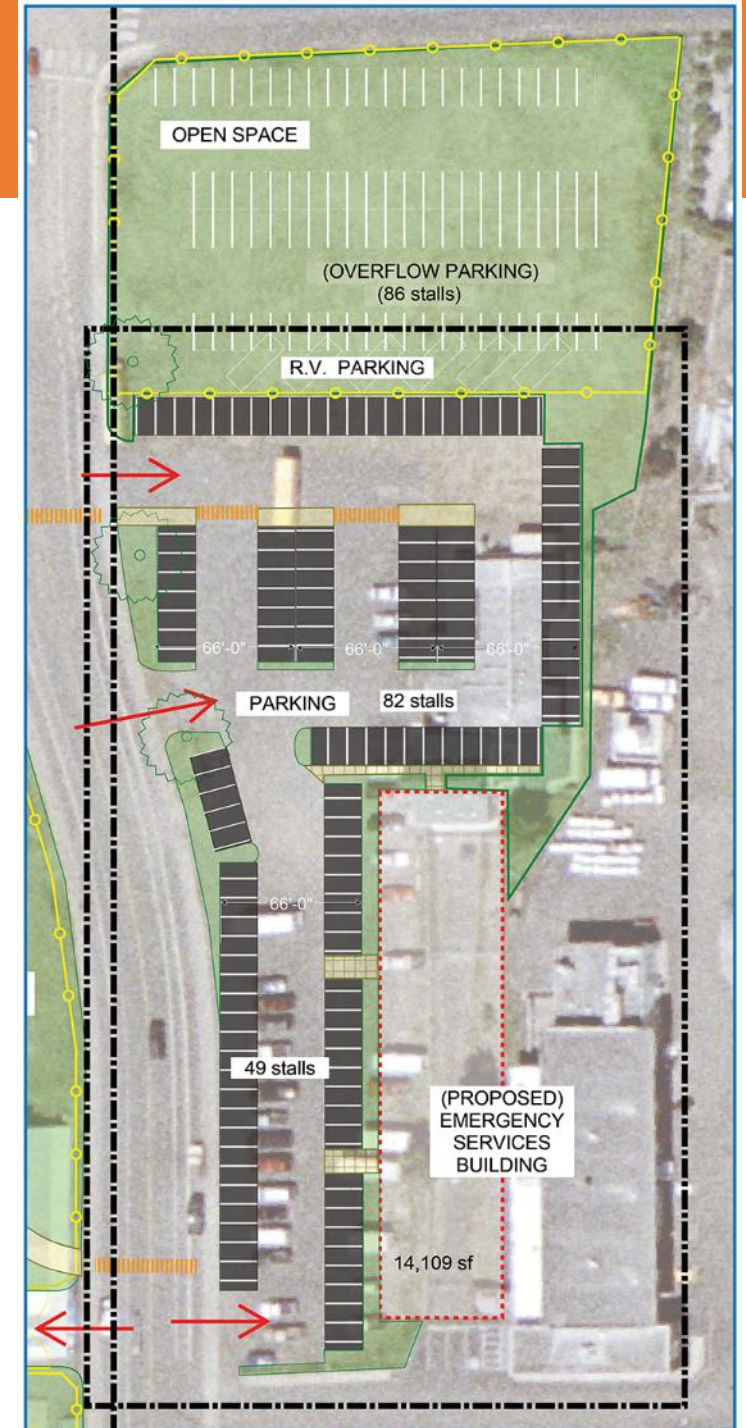 OPEN SPACE
(OVERFLOW PARKING)
(86 stalls)
R.V. PARKING
66'-0" 66'-0" 66'-0"
PARKING 82 stalls
66'-0"
49 stalls
(PROPOSED)
EMERGENCY
SERVICES
BUILDING
14,109 sf